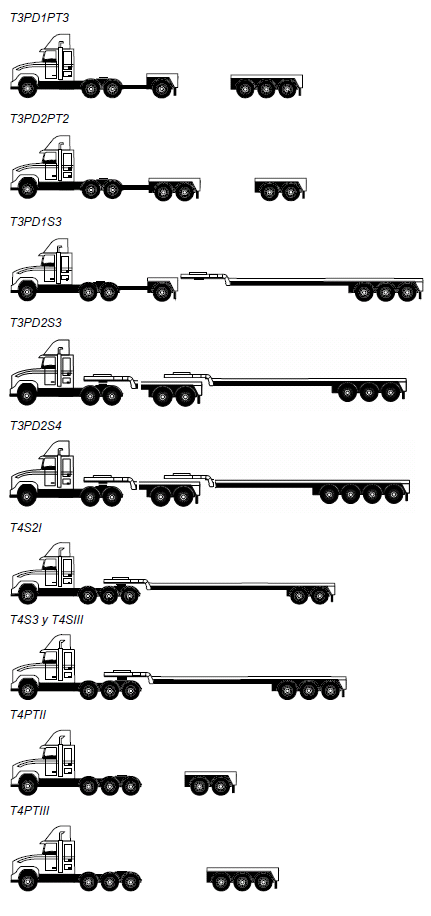 T3PD1PT3
T3PD2PT2
T3PD1S3
T3PD2S3
T3PD2S4
T4S2I
T4S3 y T4SIII
T4PTII
T4PTIII